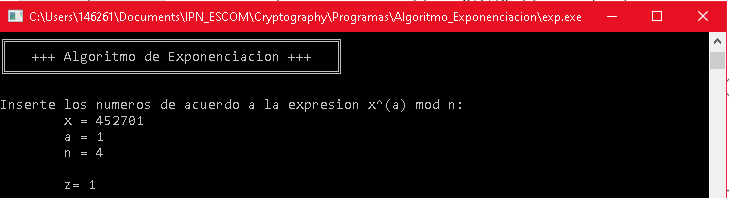 C:\Users\146261\Documents\IPN_ESCOM\Cryptography\Programas\Algoritmo_Exponenciacion\exp.exe
+++ Algoritmo de Exponenciacion +++
Inserte los numeros de acuerdo a la expresion x^(a) mod n:
x = 452701
a = 1
n = 4
z= 1